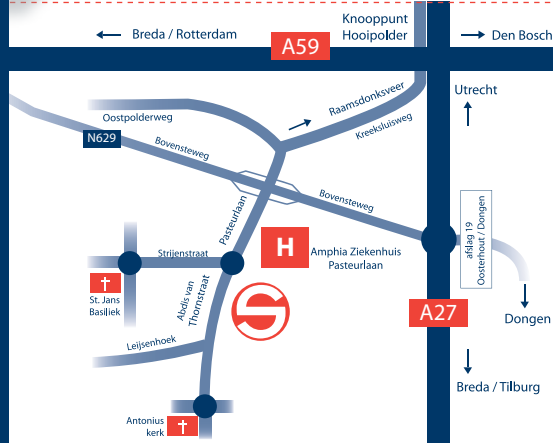 Knooppunt
Hooipolder
Breda / Rotterdam
A59
Den Bosch
Utrecht
Raamsdonksveer
Kreeksluisweg
Oostpolderweg
N629
Bovensteweg
Bovensteweg
Pasteurlaan
afslag 19
Oosterhout / Dongen
Strijenstraat
H
Amphia Ziekenhuis
Pasteurlaan
St. Jans
Basiliek
Abdis van
Thornstraat
A27
Dongen
Leijsenhoek
Breda / Tilburg
Antonius
kerk